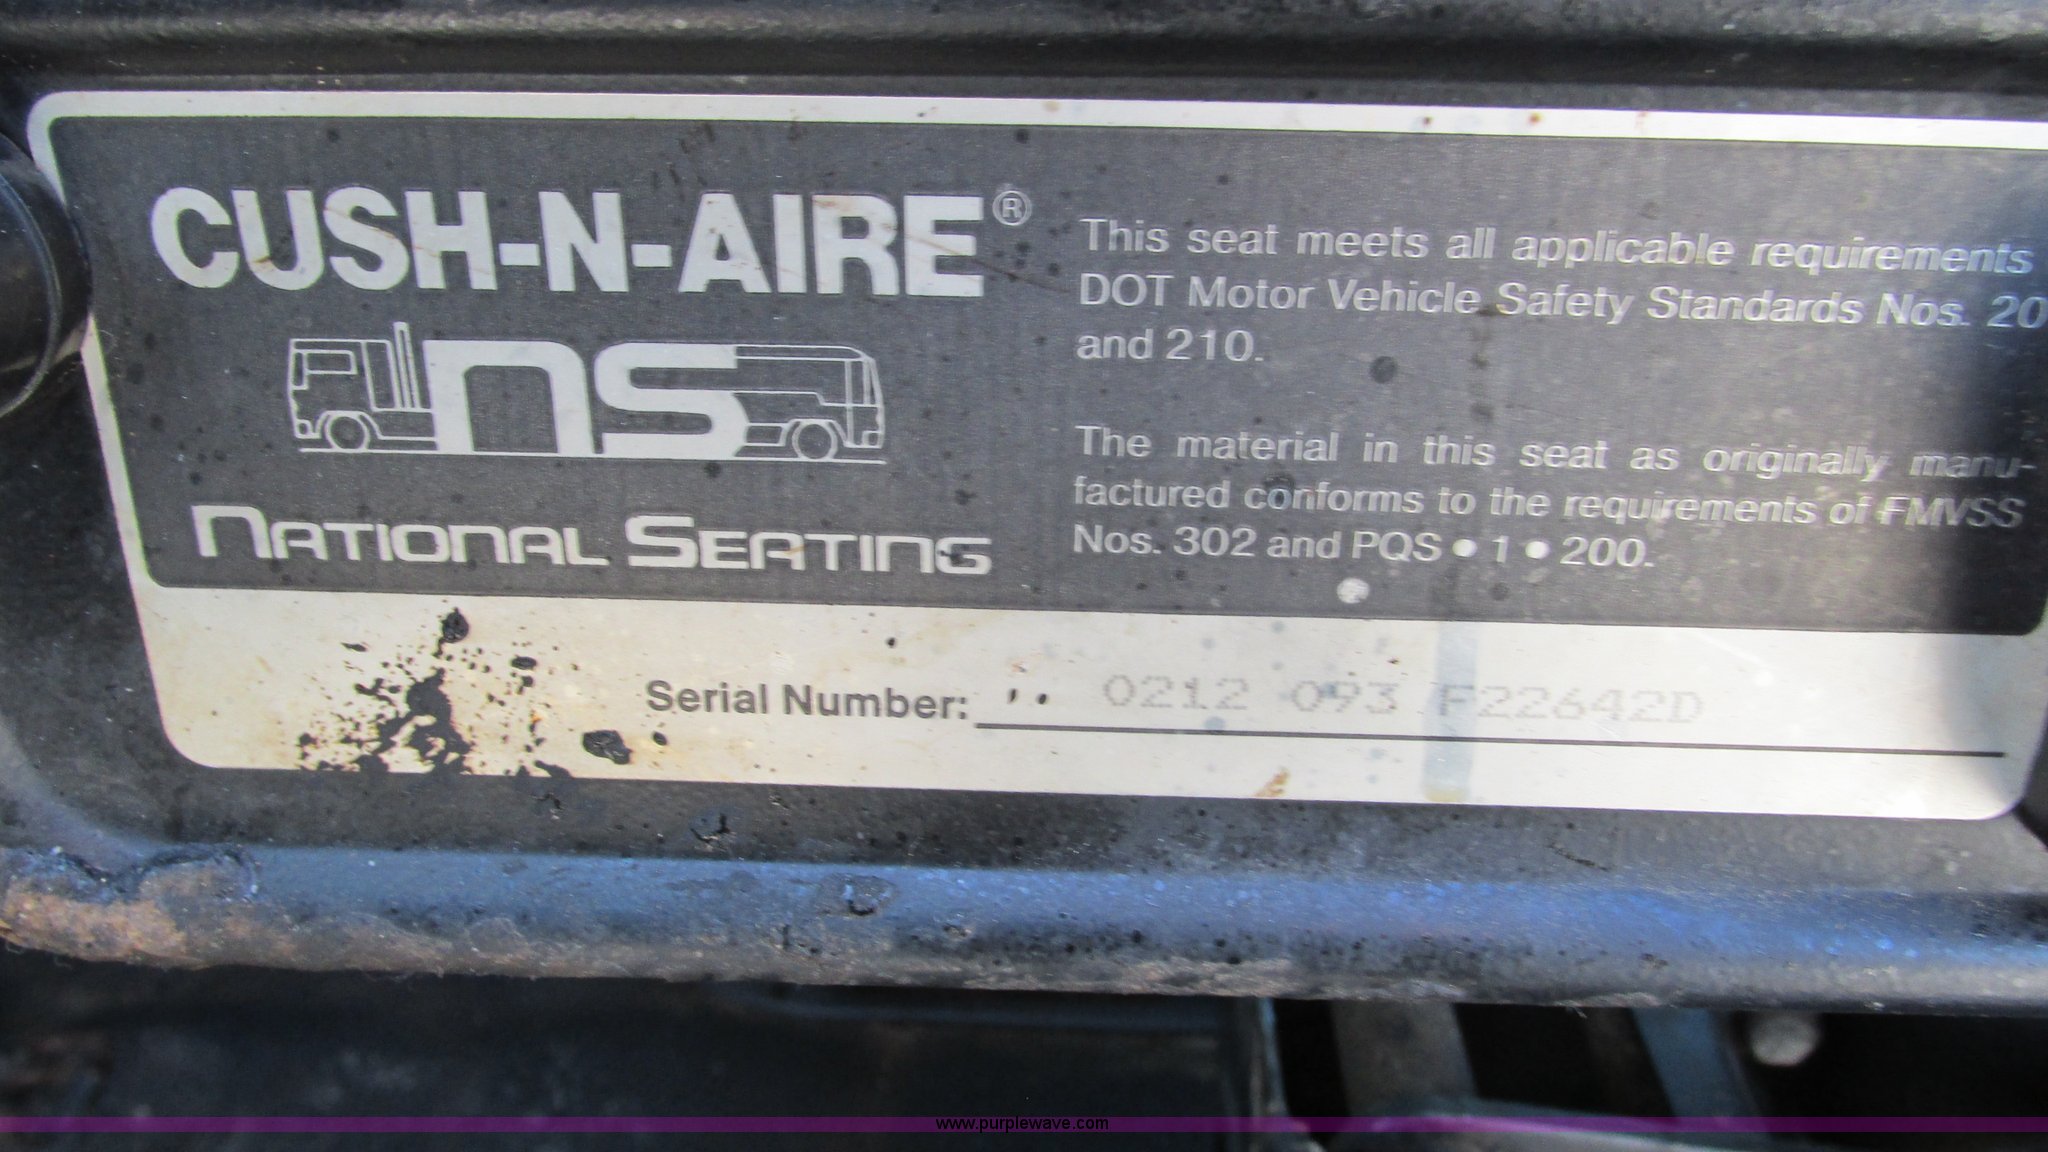 CUSH-N-AIRE®
ns
NATIONAL SEATING
This seat meets all applicable requirements
DOT Motor Vehicle Safety Standards Nos. 20
and 210.
The material in this seat as originally manu-
factured conforms to the requirements of FMVSS
Nos. 302 and PQS • 1 • 200.
Serial Number: 0212 093 F22642D
www.purplewave.com